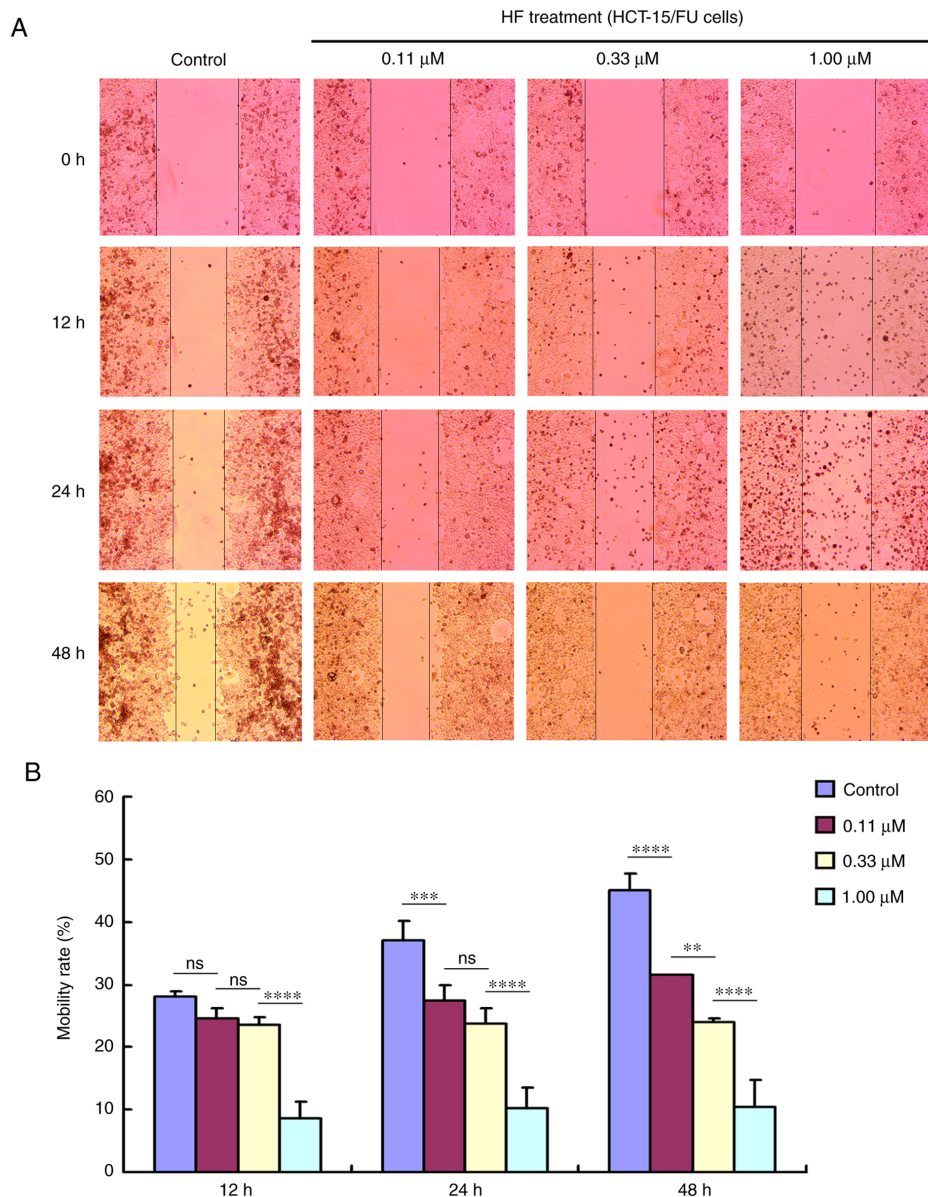 A
HF treatment (HCT-15/FU cells)
Control
0.11 μM
0.33 μM
1.00 μM
0 h
12 h
24 h
48 h
B
60
50
40
30
20
10
0
Mobility rate (%)
ns
ns
****
***
ns
****
****
**
****
12 h
24 h
48 h
Control
0.11 μM
0.33 μM
1.00 μM